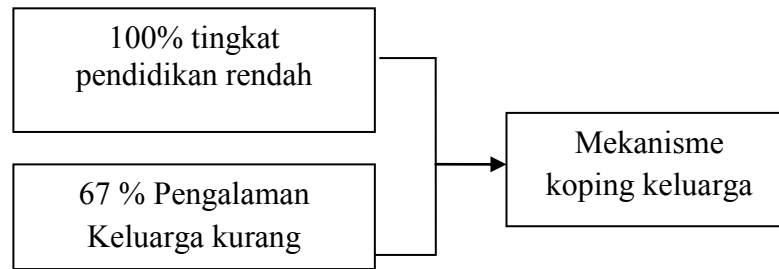 100% tingkat
pendidikan rendah
67 % Pengalaman
Keluarga kurang
Mekanisme
koping keluarga